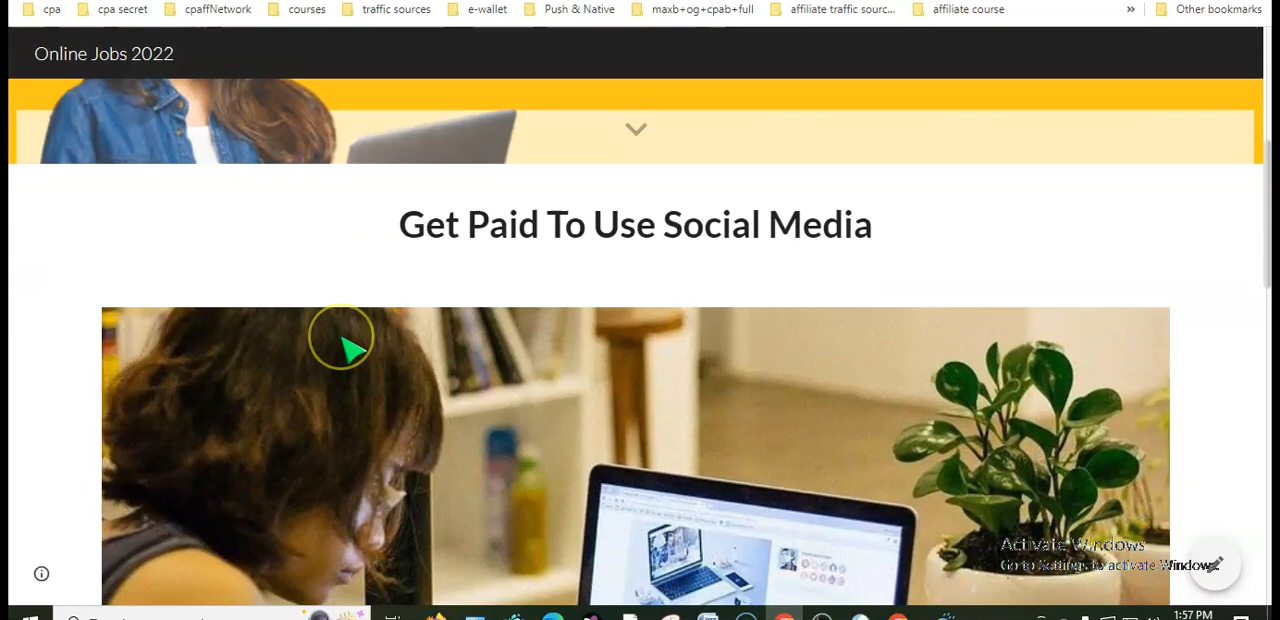 cpa cpa secret cpaffNetwork courses traffic sources e-wallet Push & Native maxb+og+cpab+full affiliate traffic sourc... affiliate course » Other bookmarks
Online Jobs 2022
Get Paid To Use Social Media
Activate Windows
Go to Settings to activate Windows.
1:57 PM